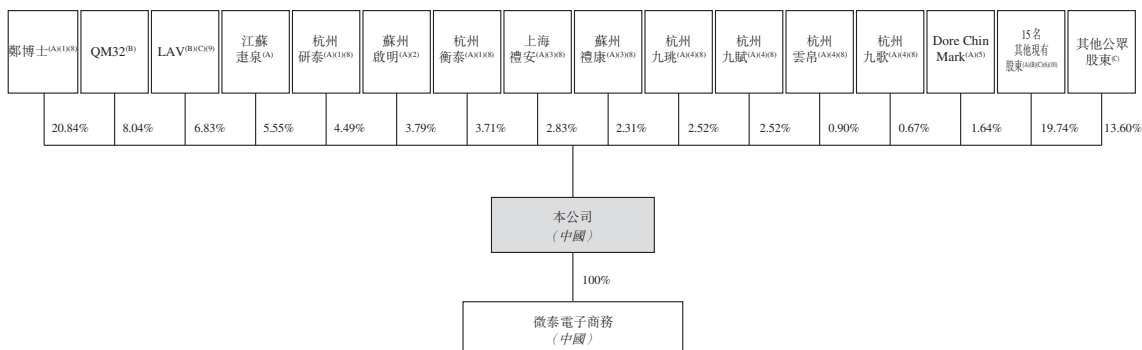 鄭博士(A)(1)(8)
QM32(B)
LAV(B)(C)(9)
江蘇
疌泉(A)
杭州
研泰(A)(1)(8)
蘇州
啟明(A)(2)
杭州
衡泰(A)(1)(8)
上海
禮安(A)(3)(8)
蘇州
禮康(A)(3)(8)
杭州
九珧(A)(4)(8)
杭州
九賦(A)(4)(8)
杭州
雲帛(A)(4)(8)
杭州
九歌(A)(4)(8)
Dore Chin
Mark(A)(5)
15名
其他現有
股東(A)(B)(C)(6)(10)
其他公眾
股東(C)
20.84%
8.04%
6.83%
5.55%
4.49%
3.79%
3.71%
2.83%
2.31%
2.52%
2.52%
0.90%
0.67%
1.64%
19.74%
13.60%
本公司
(中國)
100%
微泰電子商務
(中國)